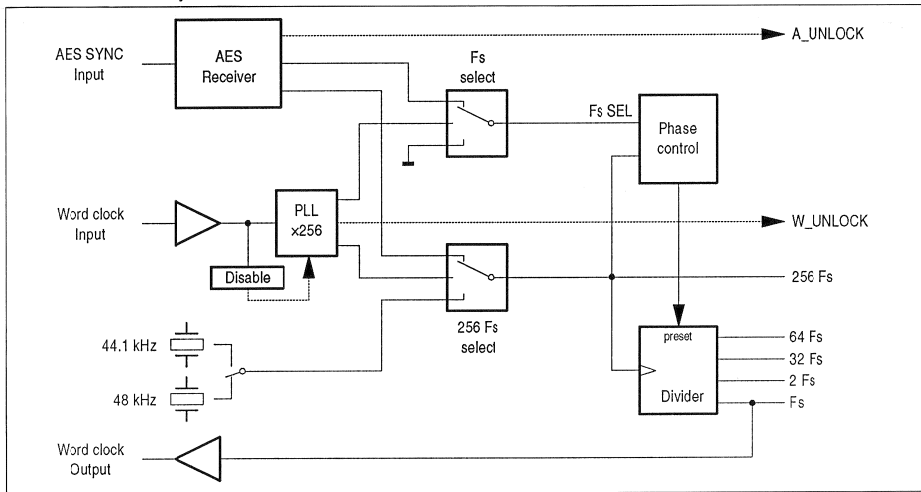 AES SYNC
Input
AES
Receiver
A_UNLOCK
Fs
select
Fs SEL
Phase
control
Word clock
Input
PLL
x256
W_UNLOCK
Disable
256 Fs
256 Fs
select
44.1 kHz
48 kHz
preset
Divider
64 Fs
32 Fs
2 Fs
Fs
Word clock
Output